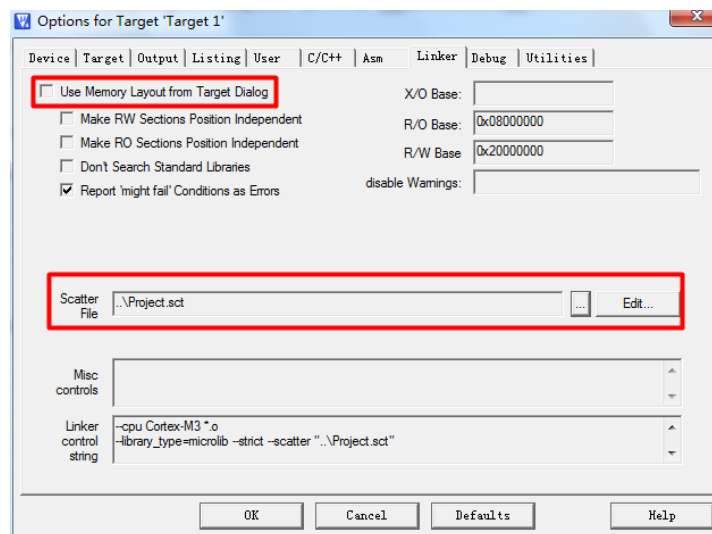 Options for Target 'Target 1'
Device Target Output Listing User C/C++ Asm Linker Debug Utilities
Use Memory Layout from Target Dialog
Make RW Sections Position Independent
Make RO Sections Position Independent
Don't Search Standard Libraries
Report 'might fail' Conditions as Errors
X/O Base:
R/O Base: 0x08000000
R/W Base 0x20000000
disable Warnings:
Scatter File ..\Project.sct ... Edit...
Misc controls
Linker control string
--cpu Cortex-M3 *.o
--library_type=microlib --strict --scatter "..\Project.sct"
OK Cancel Defaults Help